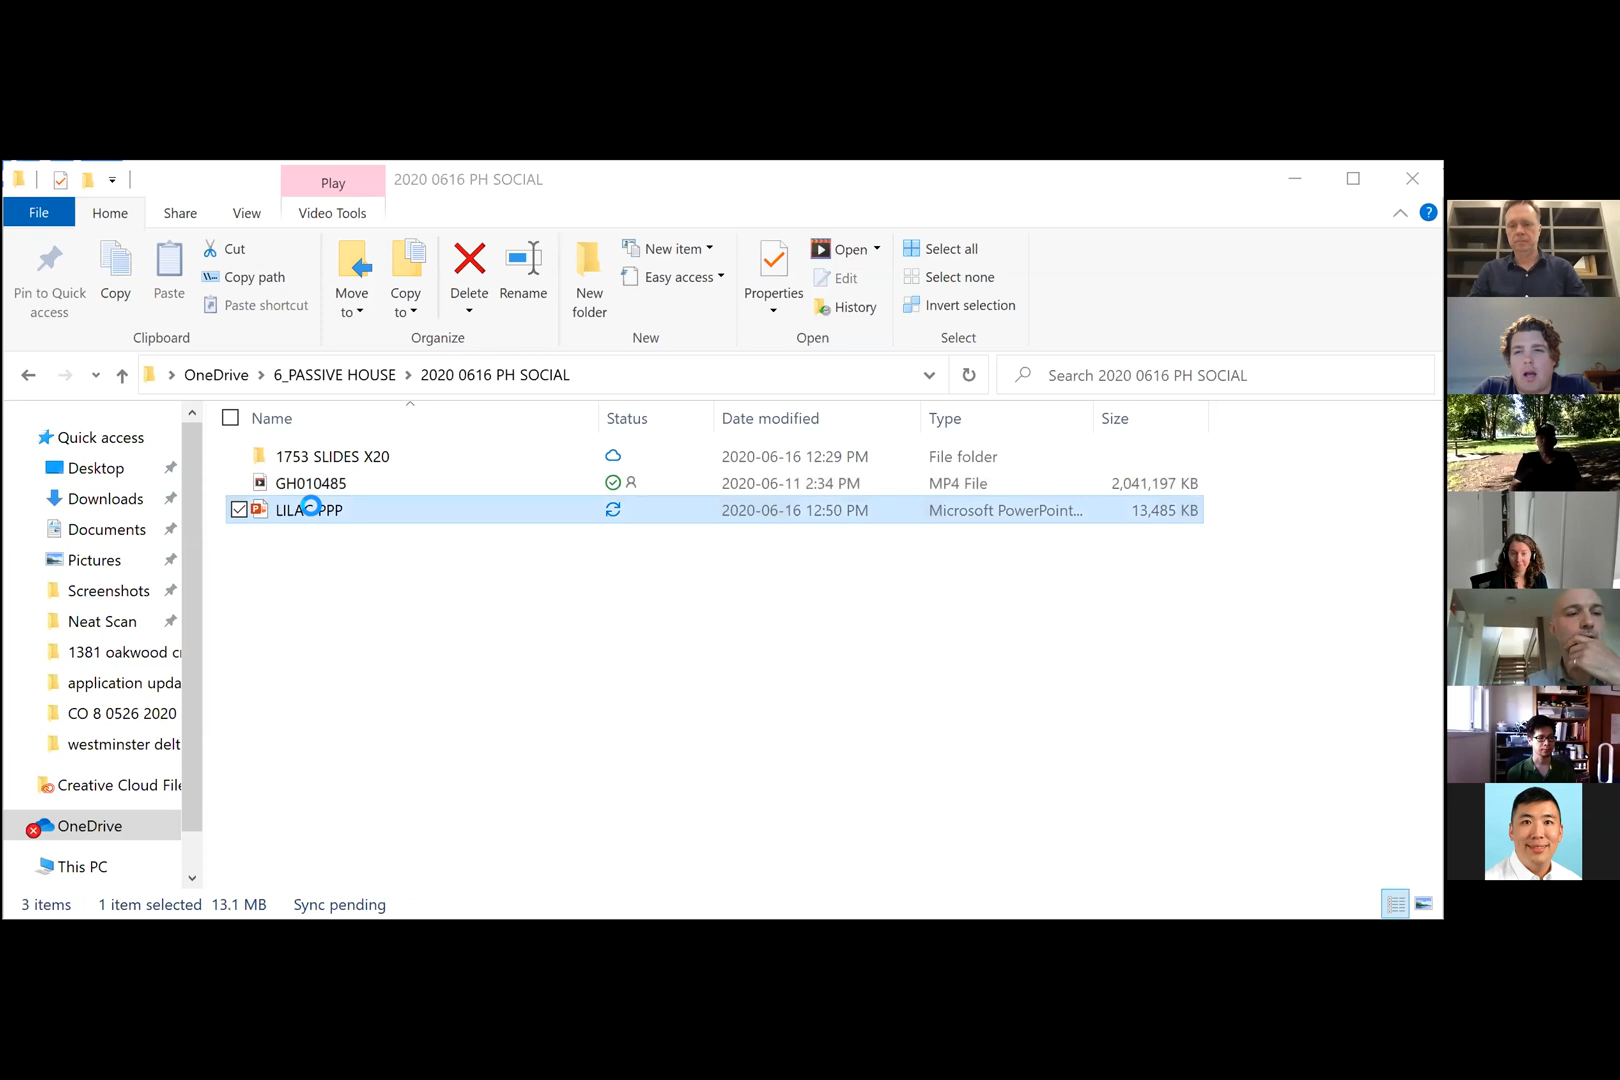 Play
2020 0616 PH SOCIAL
File
Home
Share
View
Video Tools
Pin to Quick access
Copy
Paste
Cut
Copy path
Paste shortcut
Clipboard
Move to
Copy to
Delete
Rename
Organize
New folder
New item
Easy access
New
Properties
Open
Edit
History
Open
Select all
Select none
Invert selection
Select
OneDrive > 6_PASSIVE HOUSE > 2020 0616 PH SOCIAL
Search 2020 0616 PH SOCIAL
Name Status Date modified Type Size
1753 SLIDES X20 2020-06-16 12:29 PM File folder
GH010485 2020-06-11 2:34 PM MP4 File 2,041,197 KB
LILAC PPP 2020-06-16 12:50 PM Microsoft PowerPoint... 13,485 KB
Quick access
Desktop
Downloads
Documents
Pictures
Screenshots
Neat Scan
1381 oakwood cr
application upda
CO 8 0526 2020
westminster delt
Creative Cloud File
OneDrive
This PC
3 items 1 item selected 13.1 MB Sync pending